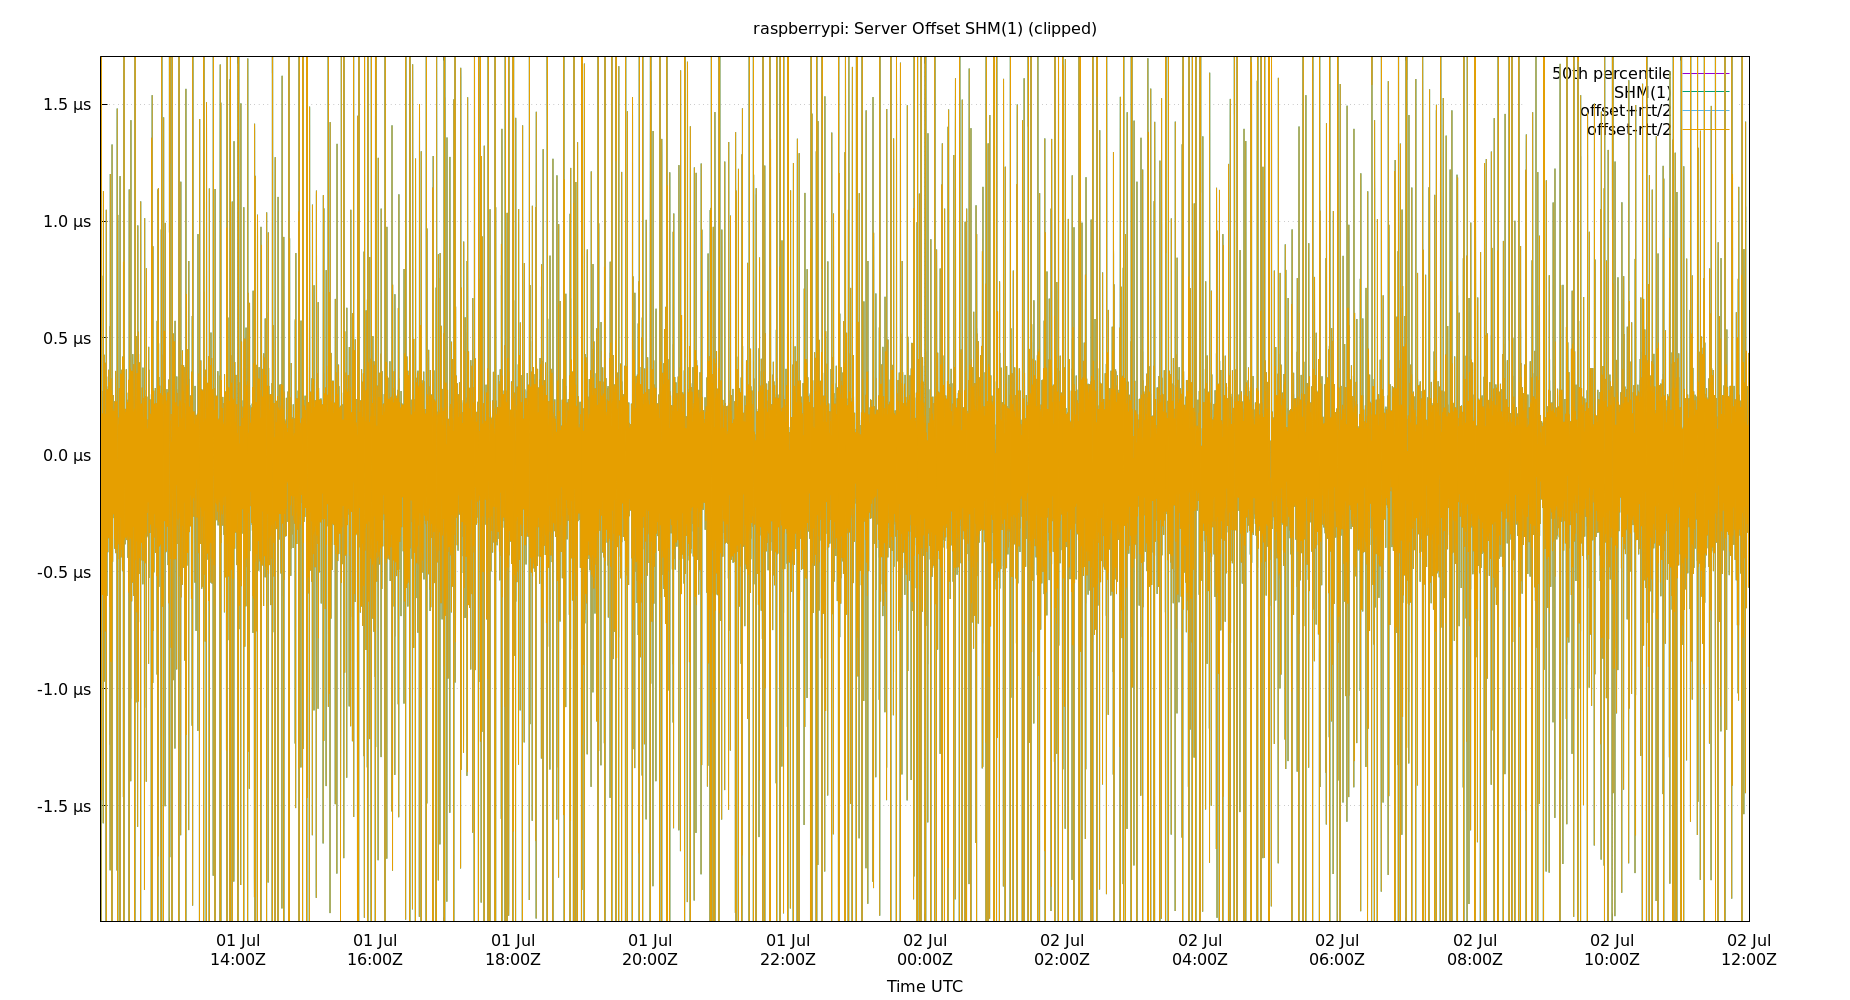 raspberrypi: Server Offset SHM(1) (clipped)
50th percentile
SHM(1)
offset+rtt/2
offset-rtt/2
1.5 µs
1.0 µs
0.5 µs
0.0 µs
-0.5 µs
-1.0 µs
-1.5 µs
01 Jul 01 Jul 01 Jul 01 Jul 01 Jul 02 Jul 02 Jul 02 Jul 02 Jul 02 Jul 02 Jul 02 Jul
14:00Z 16:00Z 18:00Z 20:00Z 22:00Z 00:00Z 02:00Z 04:00Z 06:00Z 08:00Z 10:00Z 12:00Z
Time UTC